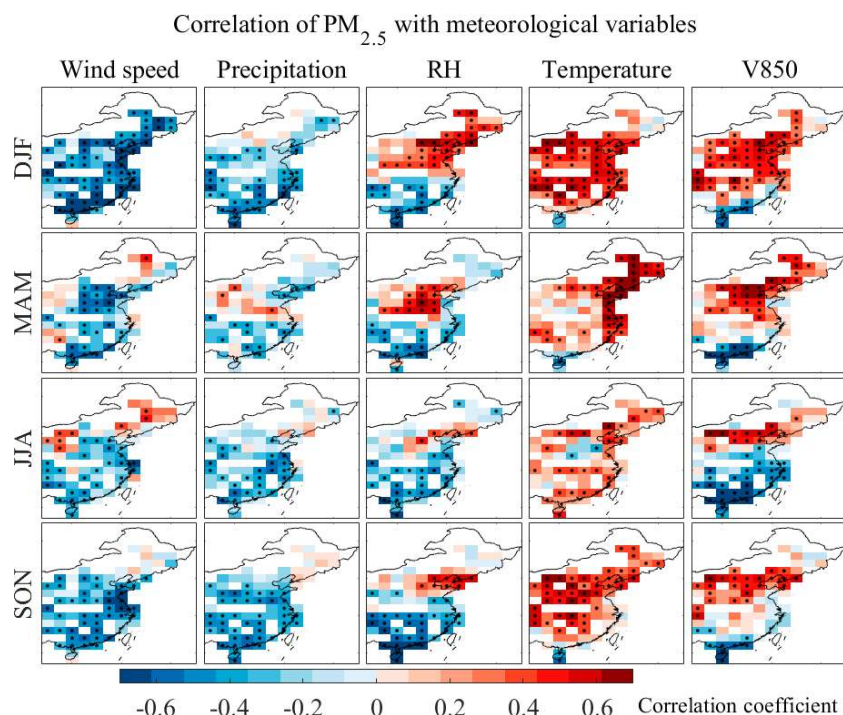 Correlation of PM2.5 with meteorological variables
Wind speed Precipitation RH Temperature V850
DJF
MAM
JJA
SON
-0.6 -0.4 -0.2 0 0.2 0.4 0.6 Correlation coefficient